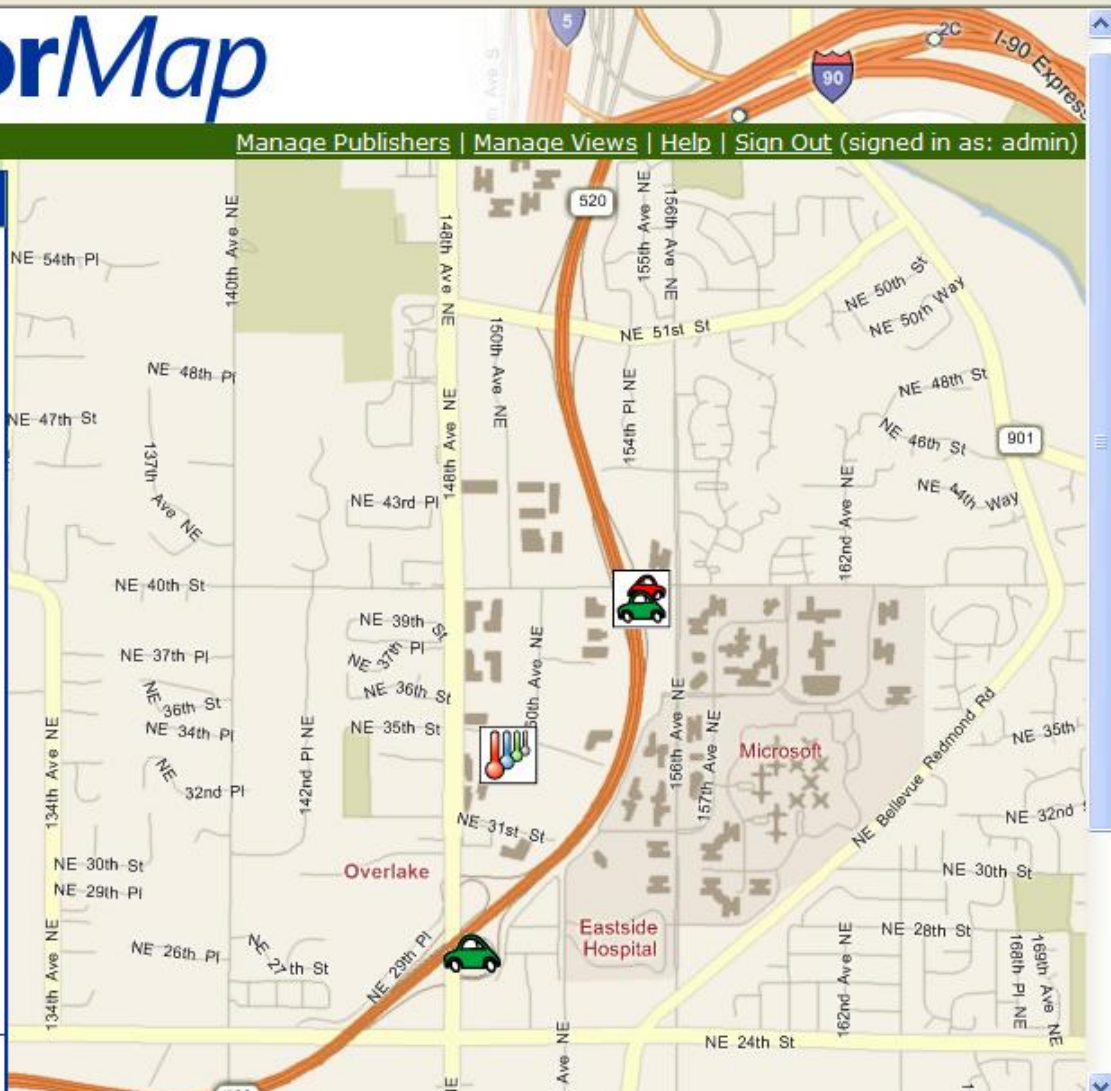 orMap
5
90
2C
I-90 Express
Manage Publishers | Manage Views | Help | Sign Out (signed in as: admin)
520
148th Ave NE
155th Ave NE
156th Ave NE
140th Ave NE
NE 54th Pl
NE 50th St
NE 50th Way
NE 51st St
150th Ave NE
NE 48th Pl
154th Pl NE
NE 48th St
NE 47th St
148th Ave NE
NE 46th St
901
137th Ave NE
NE 43rd Pl
NE 44th Way
162nd Ave NE
NE 40th St
NE 39th St
NE 37th Pl
NE 37th Pl
NE 36th St
NE 36th St
NE 34th Pl
NE 35th St
50th Ave NE
156th Ave NE
157th Ave NE
Microsoft
NE Bellevue Redmond Rd
NE 35th
134th Ave NE
142nd Pl NE
NE 32nd Pl
NE 32nd
NE 31st St
NE 30th St
Overlake
NE 30th St
NE 29th Pl
Eastside
Hospital
NE 28th St
134th Ave NE
NE 26th Pl
NE 27th St
NE 29th Pl
162nd Ave NE
168th Pl NE
169th Ave NE
NE 24th St
Ave NE
NE